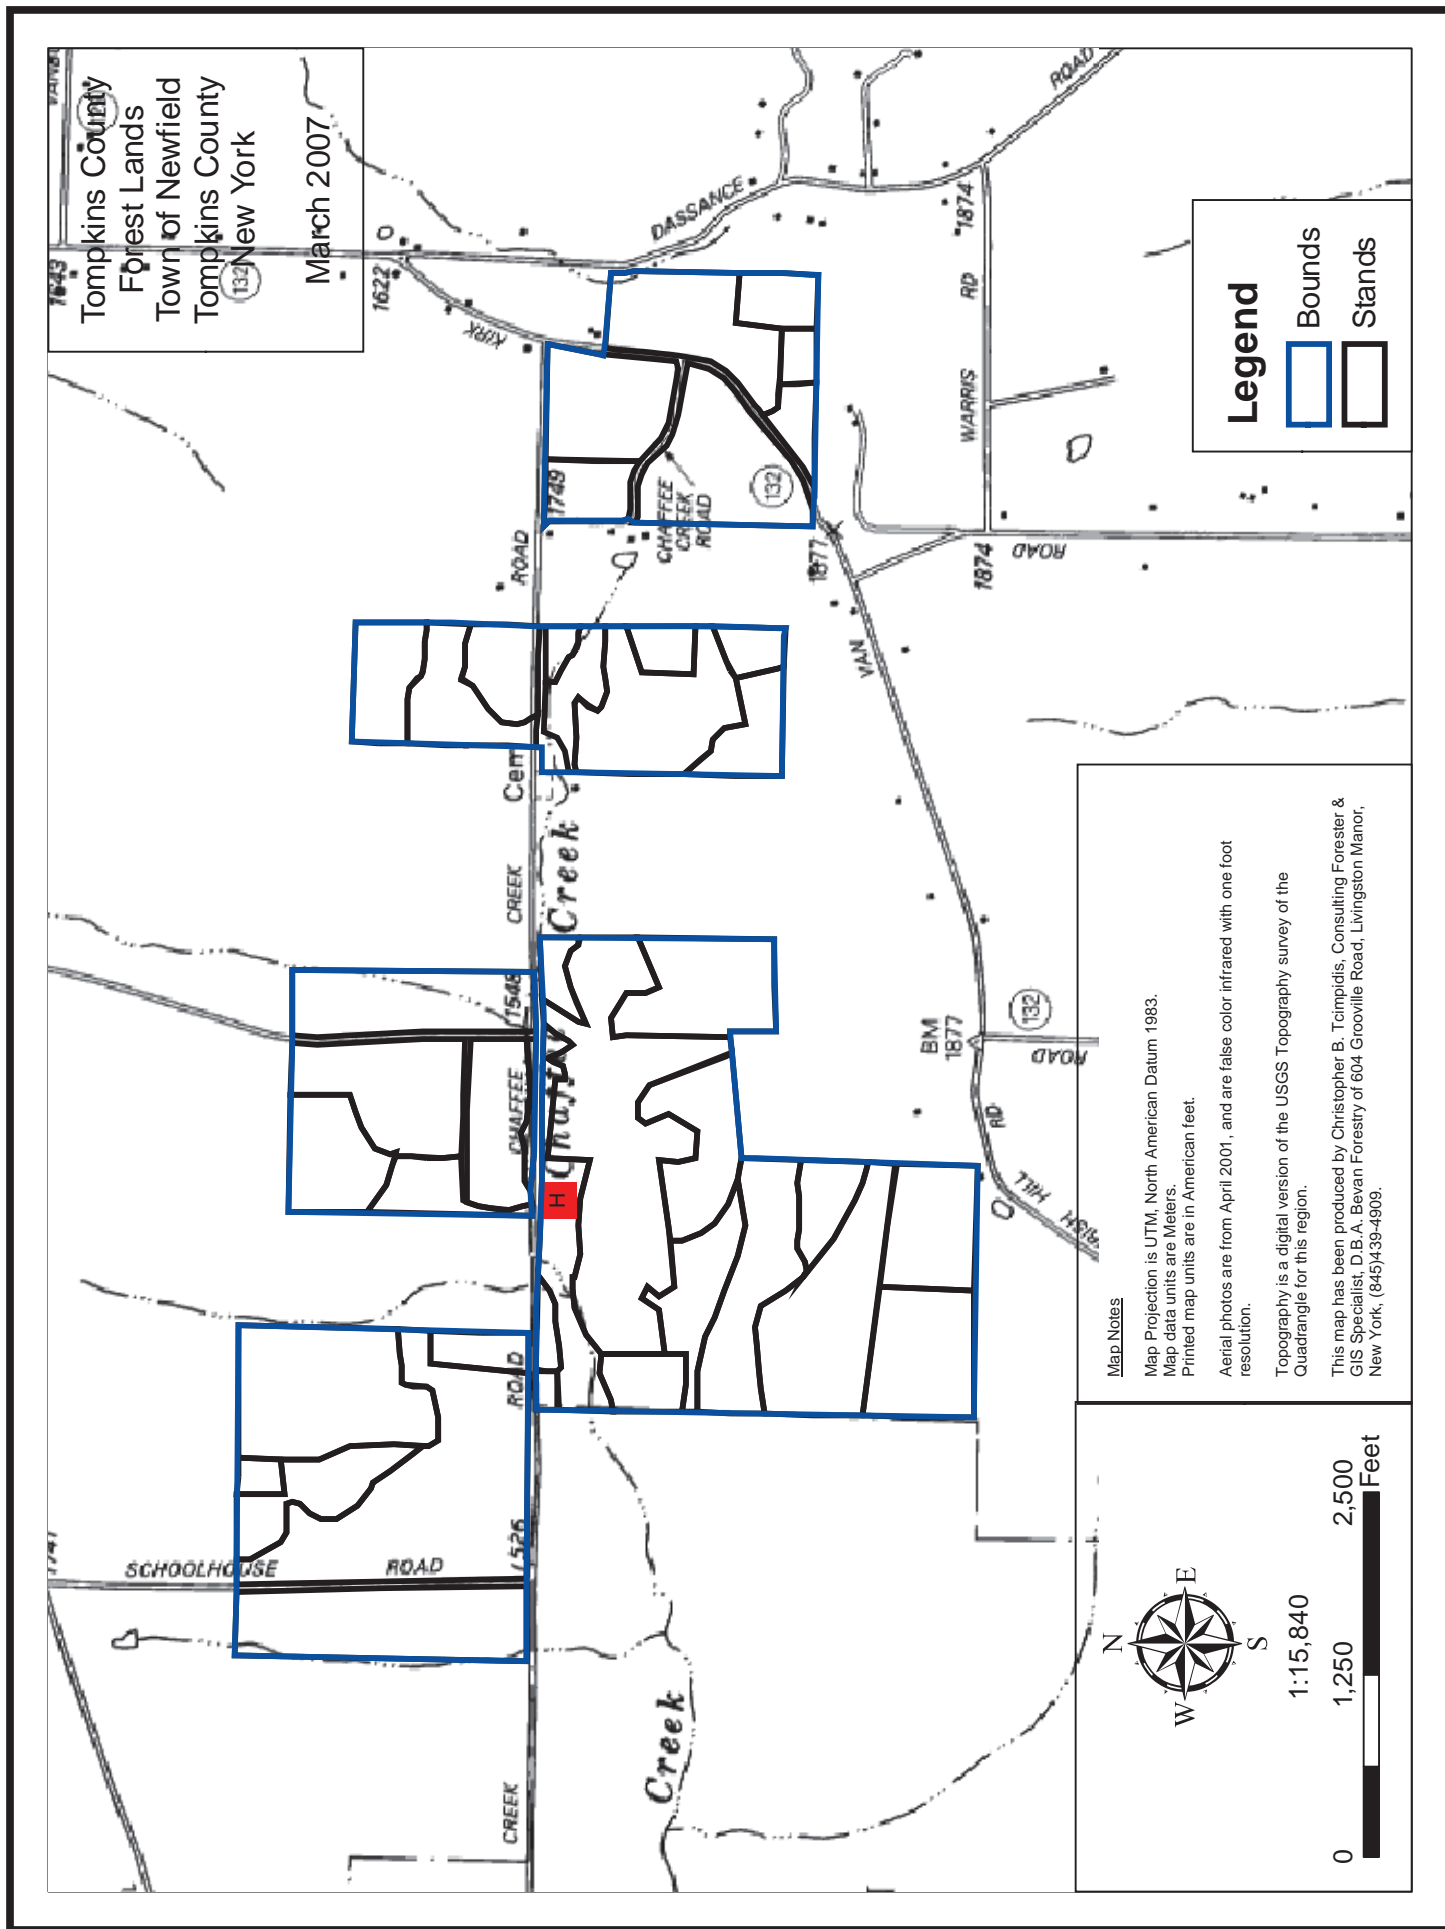 Tompkins County
Forest Lands
Town of Newfield
Tompkins County
New York
March 2007
132
1643
1622
132
KIRK
DASSANCE
ROAD
1874
RD
WARRIS
1749
ROAD
CHAFFEE
CREEK
ROAD
132
1877
1874
ROAD
VAN
Cem
CREEK
Creek
1548
CHAFFEE
Chaffee
H
BM
1877
132
ROAD
RD
HILL
IRISH
ROAD
1526
SCHOOLHOUSE
ROAD
CREEK
Creek
Legend
Bounds
Stands
Map Notes
Map Projection is UTM, North American Datum 1983.
Map data units are Meters.
Printed map units are in American feet.
Aerial photos are from April 2001, and are false color infrared with one foot
resolution.
Topography is a digital version of the USGS Topography survey of the
Quadrangle for this region.
This map has been produced by Christopher B. Tcimpidis, Consulting Forester &
GIS Specialist, D.B.A. Bevan Forestry of 604 Grooville Road, Livingston Manor,
New York, (845)439-4909.
N
W
E
S
1:15,840
0
1,250
2,500
Feet